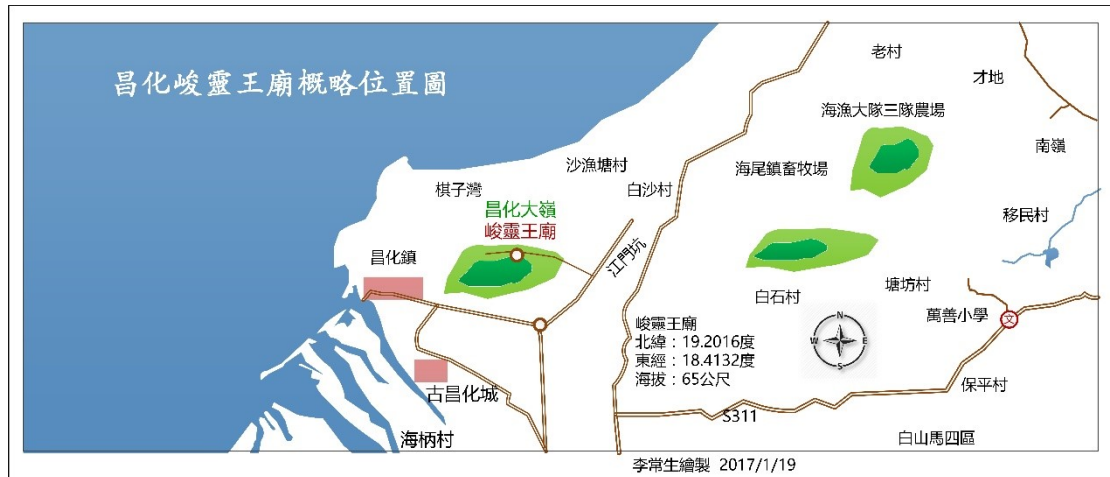 昌化峻靈王廟概略位置圖
老村
才地
海漁大隊三隊農場
南嶺
沙漁塘村
海尾鎮畜牧場
棋子灣
白沙村
昌化大嶺
峻靈王廟
移民村
江門坑
昌化鎮
塘坊村
白石村
萬善小學
文
峻靈王廟
北緯：19.2016度
東經：18.4132度
海拔：65公尺
N
W
E
S
古昌化城
保平村
S311
海柄村
白山馬四區
李常生繪製 2017/1/19